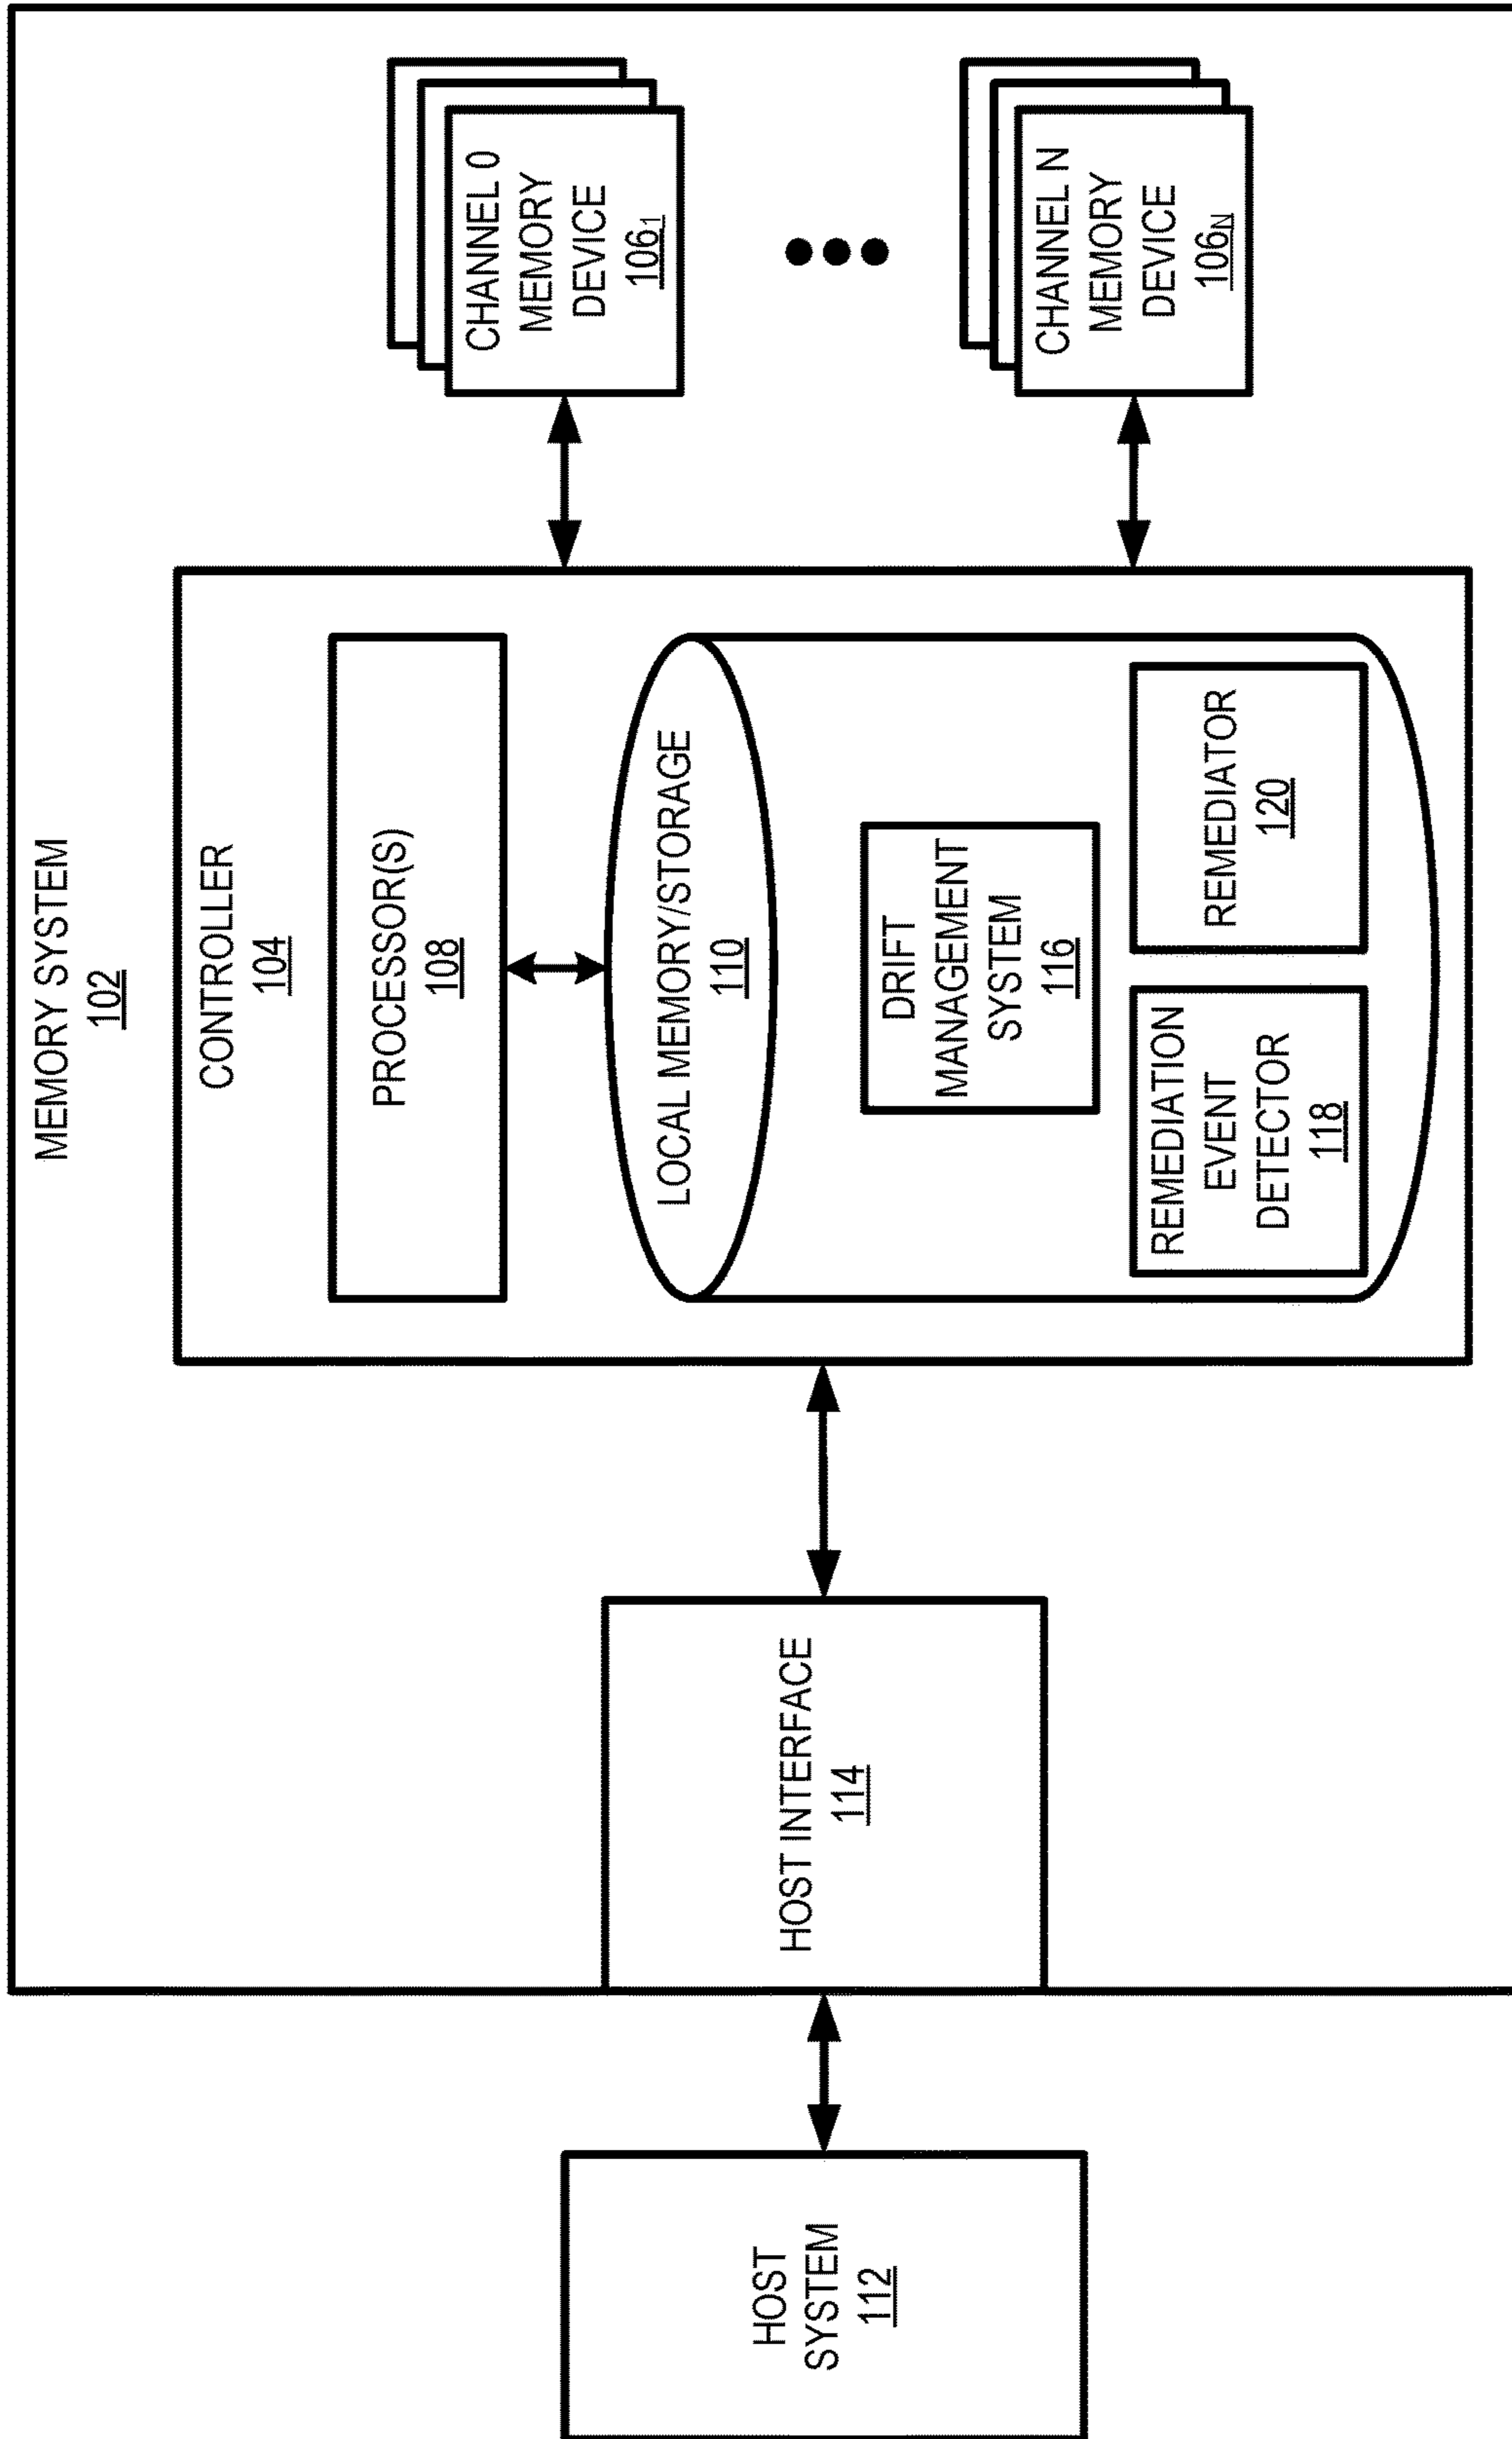 MEMORY SYSTEM
102
CONTROLLER
104
PROCESSOR(S)
108
LOCAL MEMORY/STORAGE
110
DRIFT
MANAGEMENT
SYSTEM
116
REMEDIATION
EVENT
DETECTOR
118
REMEDIATOR
120
HOST
SYSTEM
112
HOST INTERFACE
114
CHANNEL 0
MEMORY
DEVICE
106₁
CHANNEL N
MEMORY
DEVICE
106N